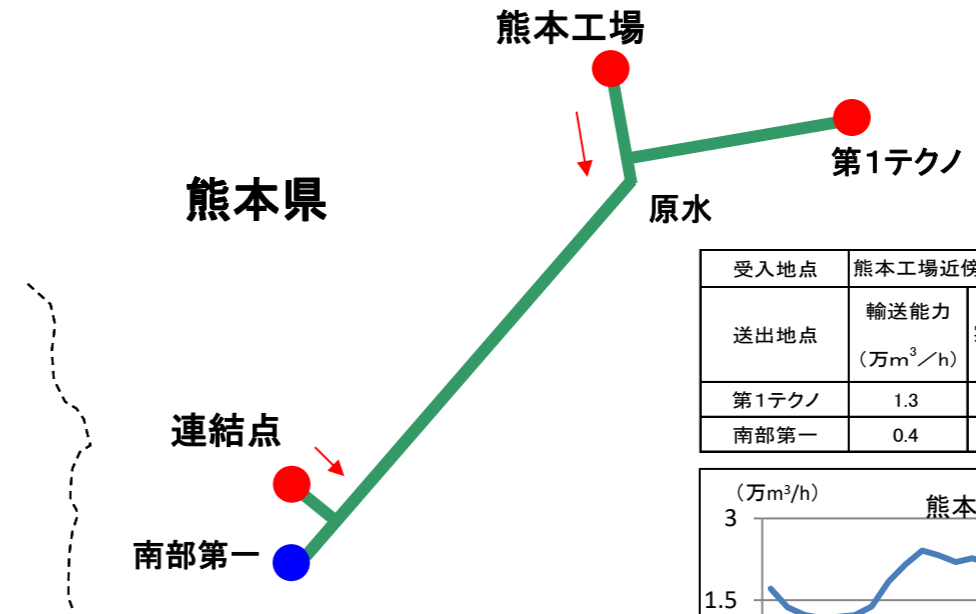 熊本工場
第1テクノ
熊本県
原水
受入地点 熊本工場近傍
送出地点 輸送能力
(万m³/h)
第1テクノ 1.3
南部第一 0.4
連結点
南部第一
(万m³/h)
熊本
3
1.5